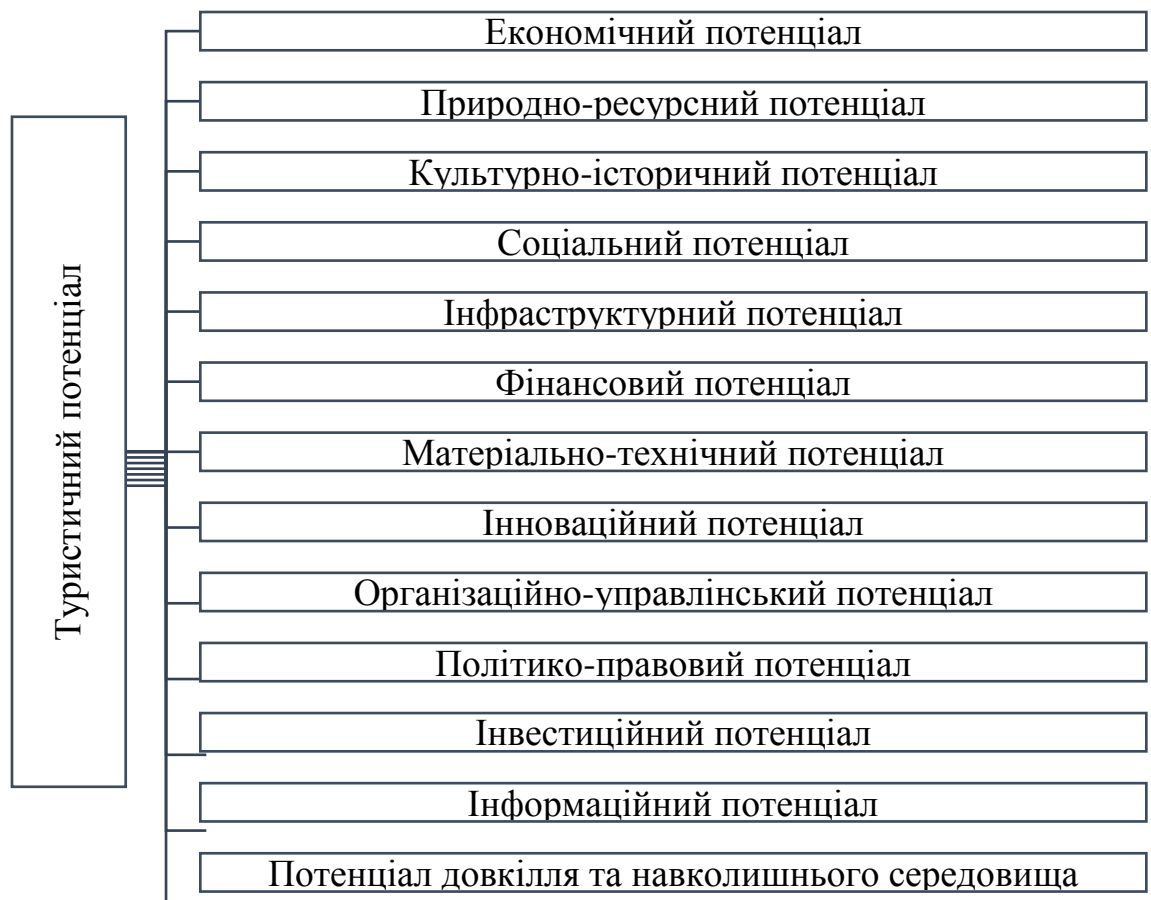 Туристичний потенціал
Економічний потенціал
Природно-ресурсний потенціал
Культурно-історичний потенціал
Соціальний потенціал
Інфраструктурний потенціал
Фінансовий потенціал
Матеріально-технічний потенціал
Інноваційний потенціал
Організаційно-управлінський потенціал
Політико-правовий потенціал
Інвестиційний потенціал
Інформаційний потенціал
Потенціал довкілля та навколишнього середовища